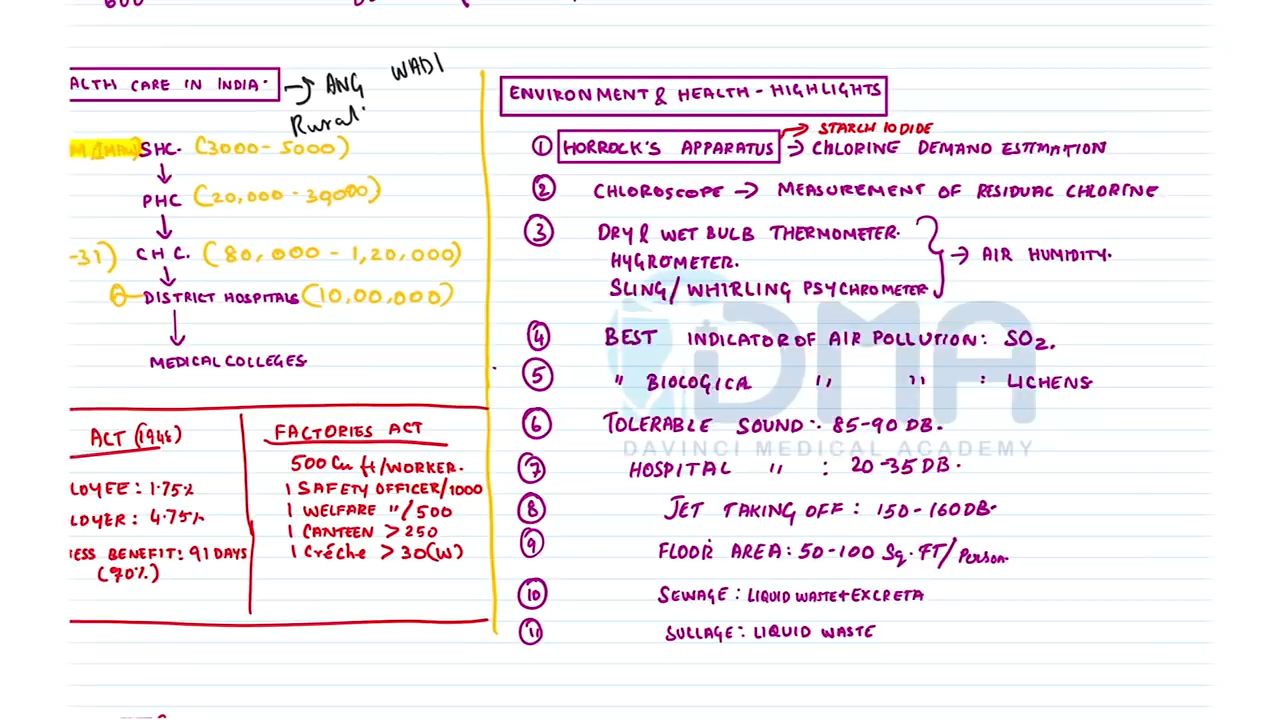 ALTH CARE IN INDIA.
→ ANG WADI
Rural.
SHC. (3000-5000)
PHC (20,000-30000)
-31) CHC. (80,000-1,20,000)
DISTRICT HOSPITALS (10,00,000)
MEDICAL COLLEGES
ACT (1948)
LOYEE: 1.75%
LOYER: 4.75%
NESS BENEFIT: 91 DAYS
(70%)
FACTORIES ACT
500 Cu ft/WORKER.
1 SAFETY OFFICER/1000
1 WELFARE "/500
1 CANTEEN > 250
1 Créche > 30(W)
ENVIRONMENT & HEALTH - HIGHLIGHTS
→ STARCH IODIDE
① HORROCK'S APPARATUS → CHLORINE DEMAND ESTIMATION
② CHLOROSCOPE → MEASUREMENT OF RESIDUAL CHLORINE
③ DRY & WET BULB THERMOMETER.
HYGROMETER. → AIR HUMIDITY.
SLING/WHIRLING PSYCHROMETER
④ BEST INDICATOR OF AIR POLLUTION: SO2.
⑤ " BIOLOGICAL " " : LICHENS
⑥ TOLERABLE SOUND: 85-90 DB.
DAVINCI MEDICAL ACADEMY
DMA
⑦ HOSPITAL " : 20-35 DB.
⑧ JET TAKING OFF: 150-160 DB.
⑨ FLOOR AREA: 50-100 Sq.FT/Person.
⑩ SEWAGE: LIQUID WASTE + EXCRETA
⑪ SULLAGE: LIQUID WASTE